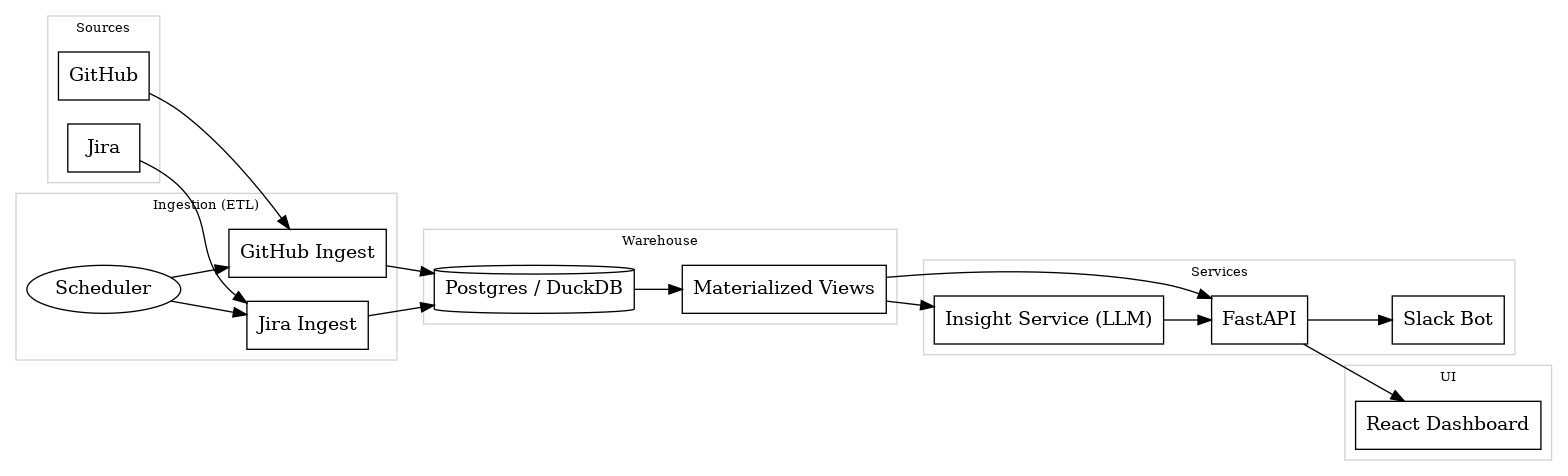 Sources
GitHub
Jira
Ingestion (ETL)
GitHub Ingest
Scheduler
Jira Ingest
Warehouse
Postgres / DuckDB
Materialized Views
Services
Insight Service (LLM)
FastAPI
Slack Bot
UI
React Dashboard